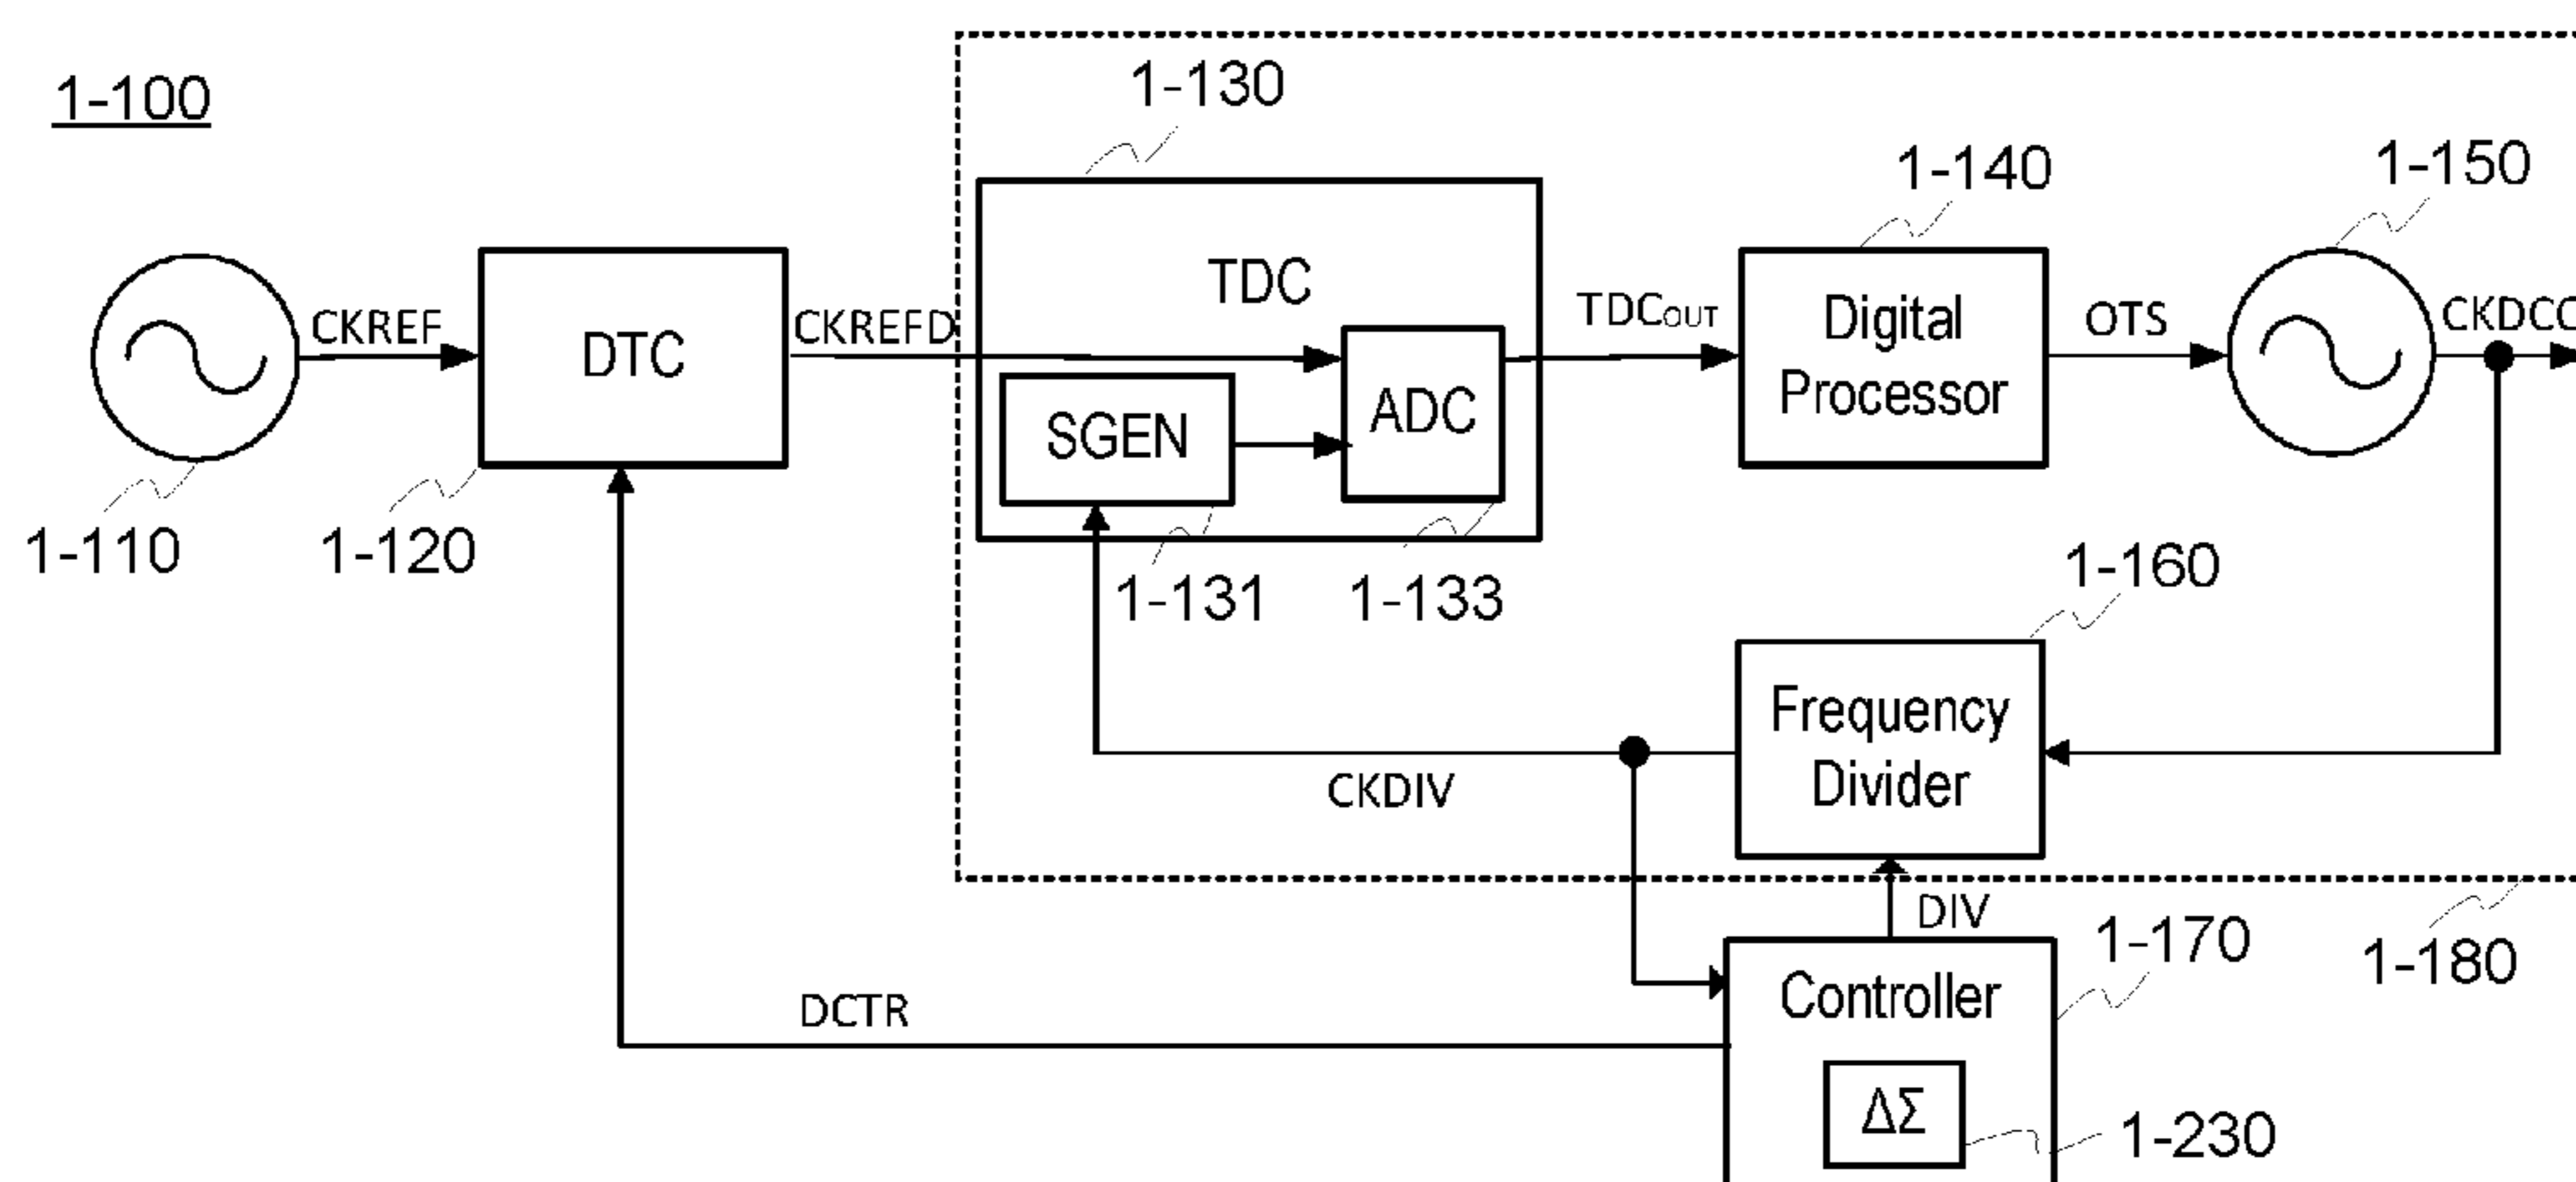 1-100
1-130
1-140
1-150
CKREF
DTC
CKREFD
TDC
SGEN
ADC
TDCOUT
Digital
Processor
OTS
1-110
1-120
1-131
1-133
1-160
Frequency
Divider
CKDIV
DIV
1-170
1-180
DCTR
Controller
ΔΣ
1-230